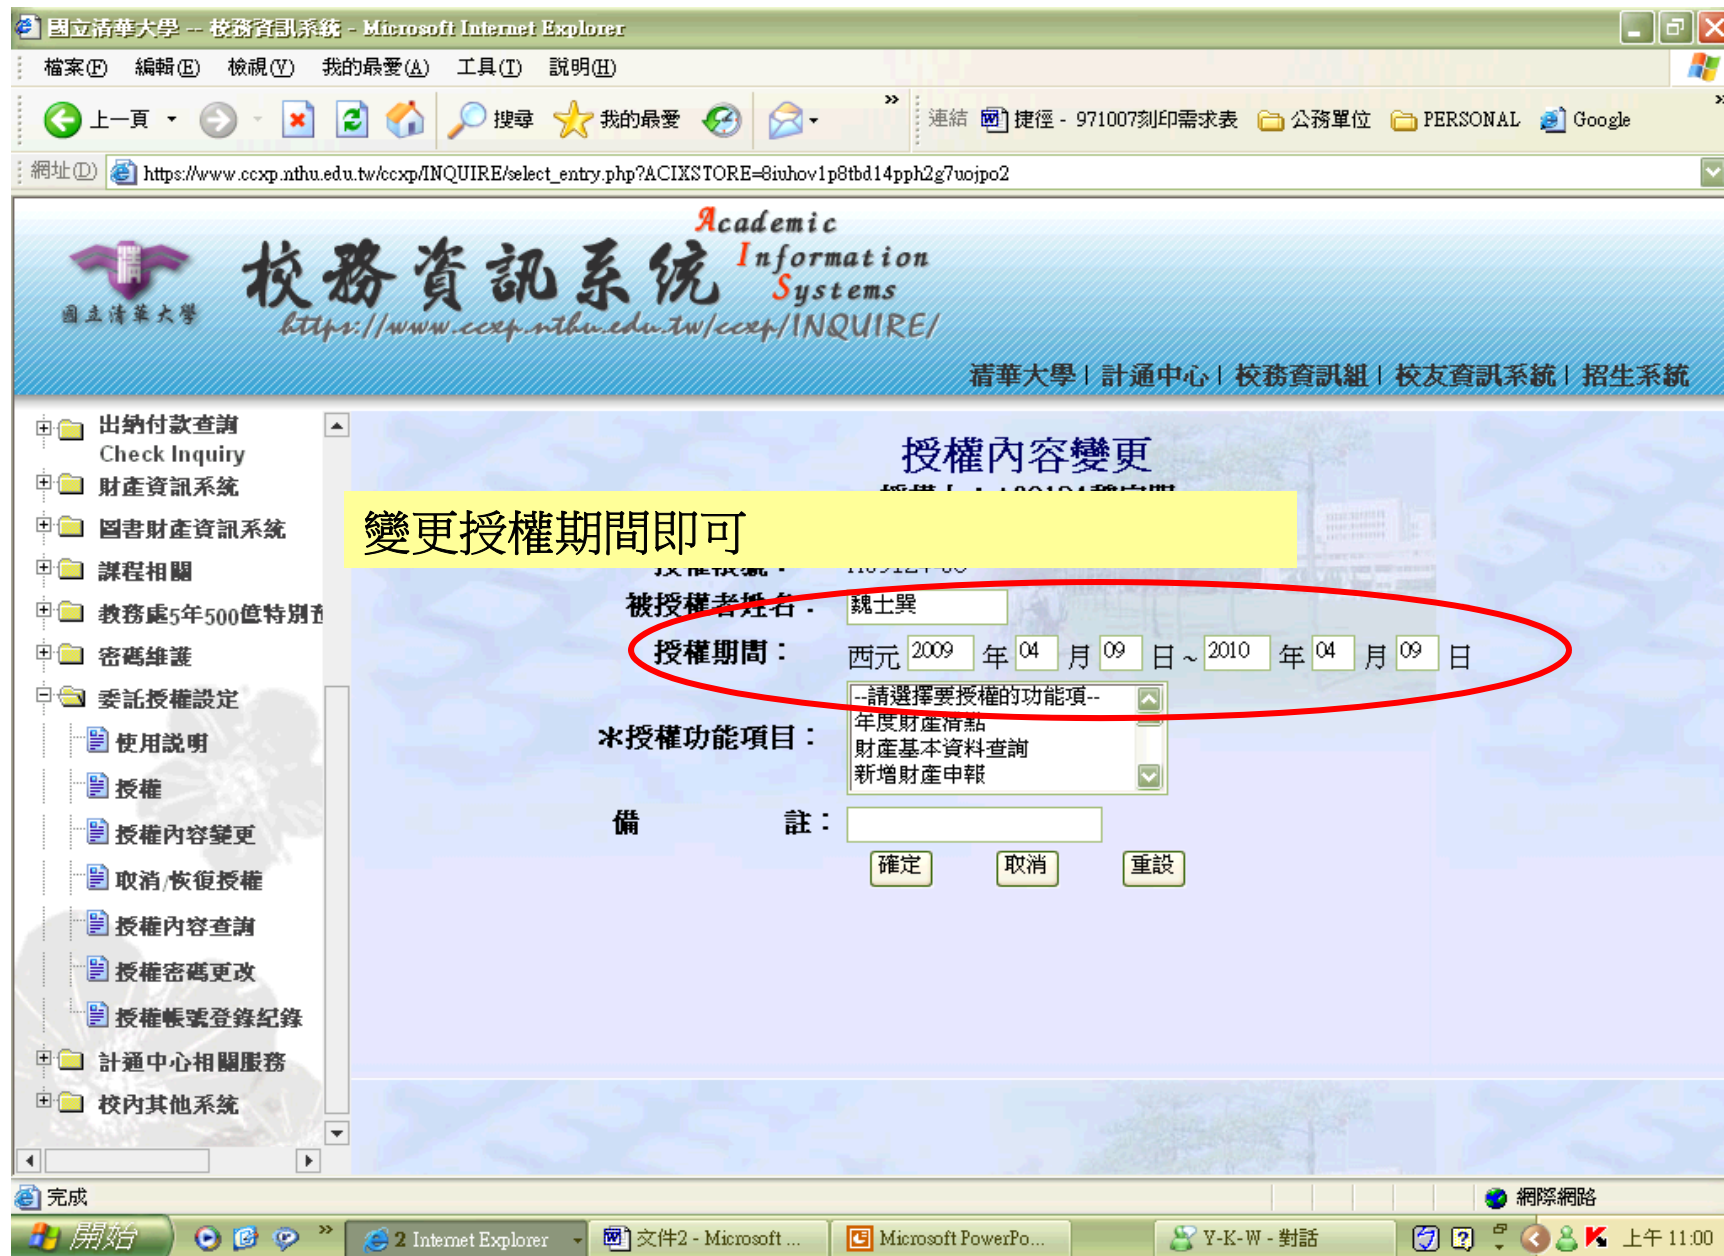 國立清華大學 -- 校務資訊系統 - Microsoft Internet Explorer
檔案(F) 編輯(E) 檢視(V) 我的最愛(A) 工具(T) 說明(H)
上一頁 搜尋 我的最愛 連結 捷徑 - 971007刻印需求表 公務單位 PERSONAL Google
網址(D) https://www.ccxp.nthu.edu.tw/ccxp/INQUIRE/select_entry.php?ACIXSTORE=8iuhov1p8tbd14pph2g7uojpo2
國立清華大學
校務資訊系統
Academic
Information
Systems
https://www.ccxp.nthu.edu.tw/ccxp/INQUIRE/
清華大學 | 計通中心 | 校務資訊組 | 校友資訊系統 | 招生系統
出納付款查詢
Check Inquiry
財產資訊系統
圖書財產資訊系統
課程相關
教務處5年500億特別
密碼維護
委託授權設定
使用說明
授權
授權內容變更
取消/恢復授權
授權內容查詢
授權密碼更改
授權帳號登錄紀錄
計通中心相關服務
校內其他系統
授權內容變更
變更授權期間即可
被授權者姓名： 魏士巽
授權期間： 西元 2009 年 04 月 09 日 ~ 2010 年 04 月 09 日
--請選擇要授權的功能項--
年度財產清點
＊授權功能項目： 財產基本資料查詢
新增財產申報
備 註：
確定 取消 重設
完成 網際網路
開始 2 Internet Explorer 文件2 - Microsoft ... Microsoft PowerPo... Y-K-W - 對話 上午 11:00